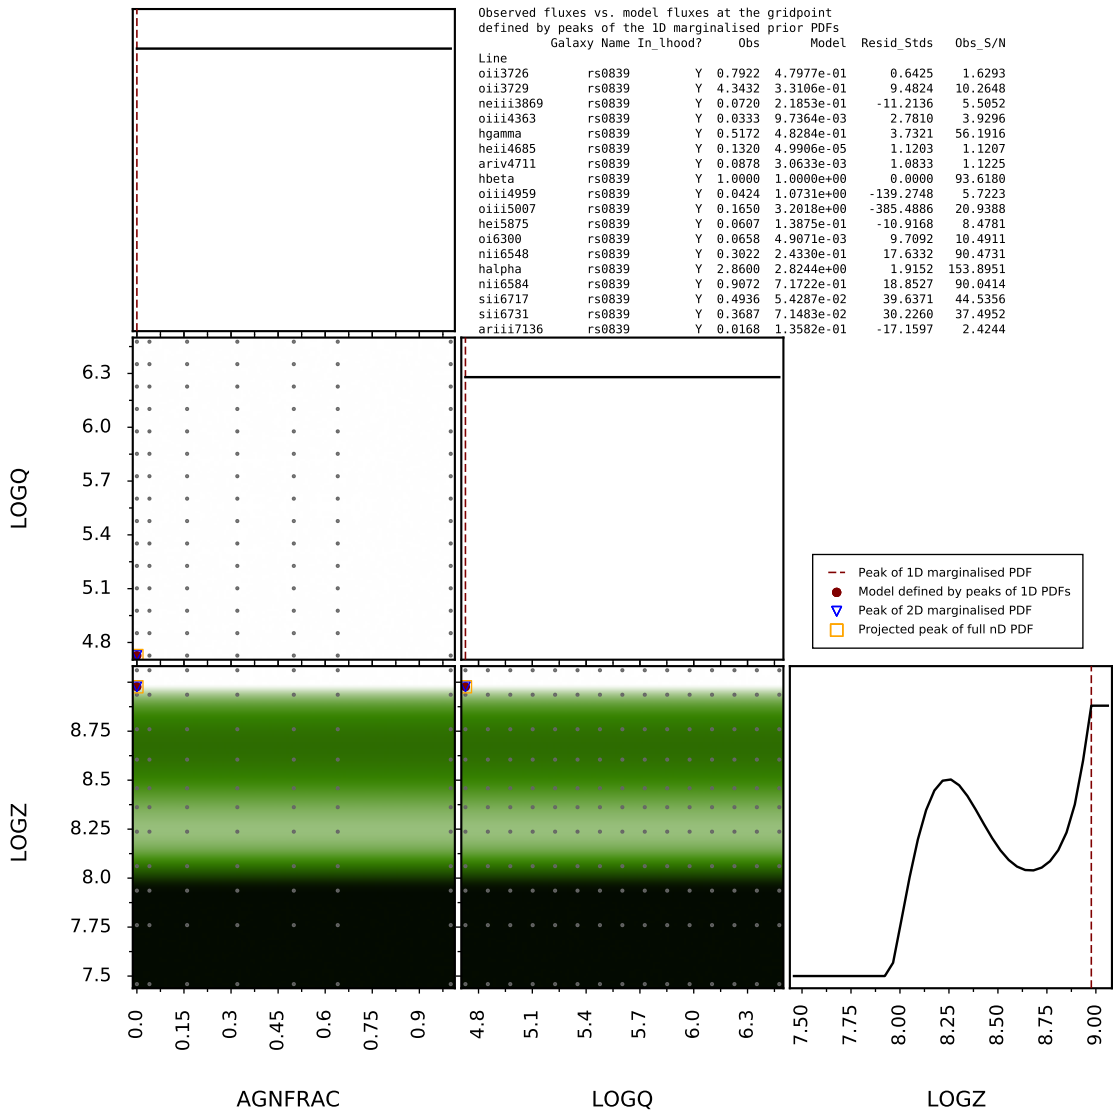 Observed fluxes vs. model fluxes at the gridpoint
defined by peaks of the 1D marginalised prior PDFs
Galaxy Name In_lhood? Obs Model Resid_Stds Obs_S/N
Line
oii3726 rs0839 Y 0.7922 4.7977e-01 0.6425 1.6293
oii3729 rs0839 Y 4.3432 3.3106e-01 9.4824 10.2648
neiii3869 rs0839 Y 0.0720 2.1853e-01 -11.2136 5.5052
oiii4363 rs0839 Y 0.0333 9.7364e-03 2.7810 3.9296
hgamma rs0839 Y 0.5172 4.8284e-01 3.7321 56.1916
heii4685 rs0839 Y 0.1320 4.9906e-05 1.1203 1.1207
ariv4711 rs0839 Y 0.0878 3.0633e-03 1.0833 1.1225
hbeta rs0839 Y 1.0000 1.0000e+00 0.0000 93.6180
oiii4959 rs0839 Y 0.0424 1.0731e+00 -139.2748 5.7223
oiii5007 rs0839 Y 0.1650 3.2018e+00 -385.4886 20.9388
hei5875 rs0839 Y 0.0607 1.3875e-01 -10.9168 8.4781
oi6300 rs0839 Y 0.0658 4.9071e-03 9.7092 10.4911
nii6548 rs0839 Y 0.3022 2.4330e-01 17.6332 90.4731
halpha rs0839 Y 2.8600 2.8244e+00 1.9152 153.8951
nii6584 rs0839 Y 0.9072 7.1722e-01 18.8527 90.0414
sii6717 rs0839 Y 0.4936 5.4287e-02 39.6371 44.5356
sii6731 rs0839 Y 0.3687 7.1483e-02 30.2260 37.4952
ariii7136 rs0839 Y 0.0168 1.3582e-01 -17.1597 2.4244
6.3
6.0
5.7
5.4
5.1
4.8
LOGQ
Peak of 1D marginalised PDF
Model defined by peaks of 1D PDFs
Peak of 2D marginalised PDF
Projected peak of full nD PDF
8.75
8.5
8.25
8.0
7.75
7.5
LOGZ
0.0 0.15 0.3 0.45 0.6 0.75 0.9
4.8 5.1 5.4 5.7 6.0 6.3
7.50 7.75 8.00 8.25 8.50 8.75 9.00
AGNFRAC LOGQ LOGZ